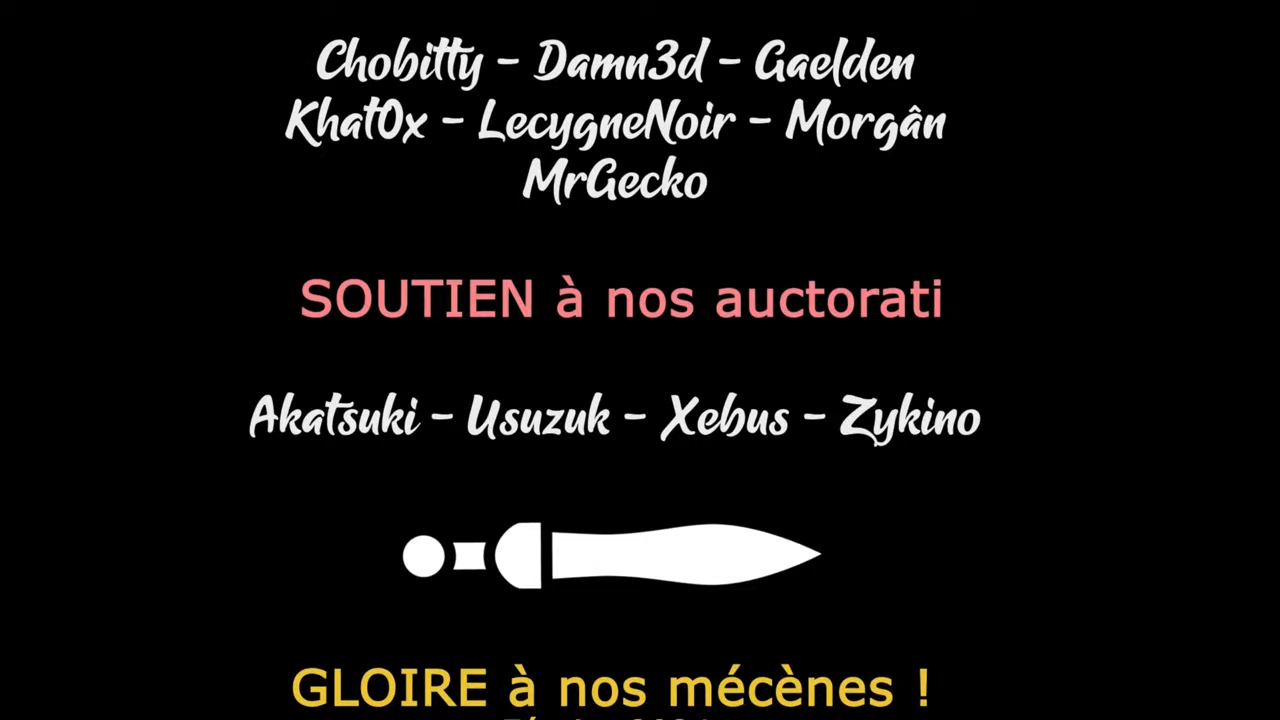 Chobitty - Damn3d - Gaelden
Khat0x - LecygneNoir - Morgân
MrGecko
SOUTIEN à nos auctorati
Akatsuki - Usuzuk - Xebus - Zykino
GLOIRE à nos mécènes !